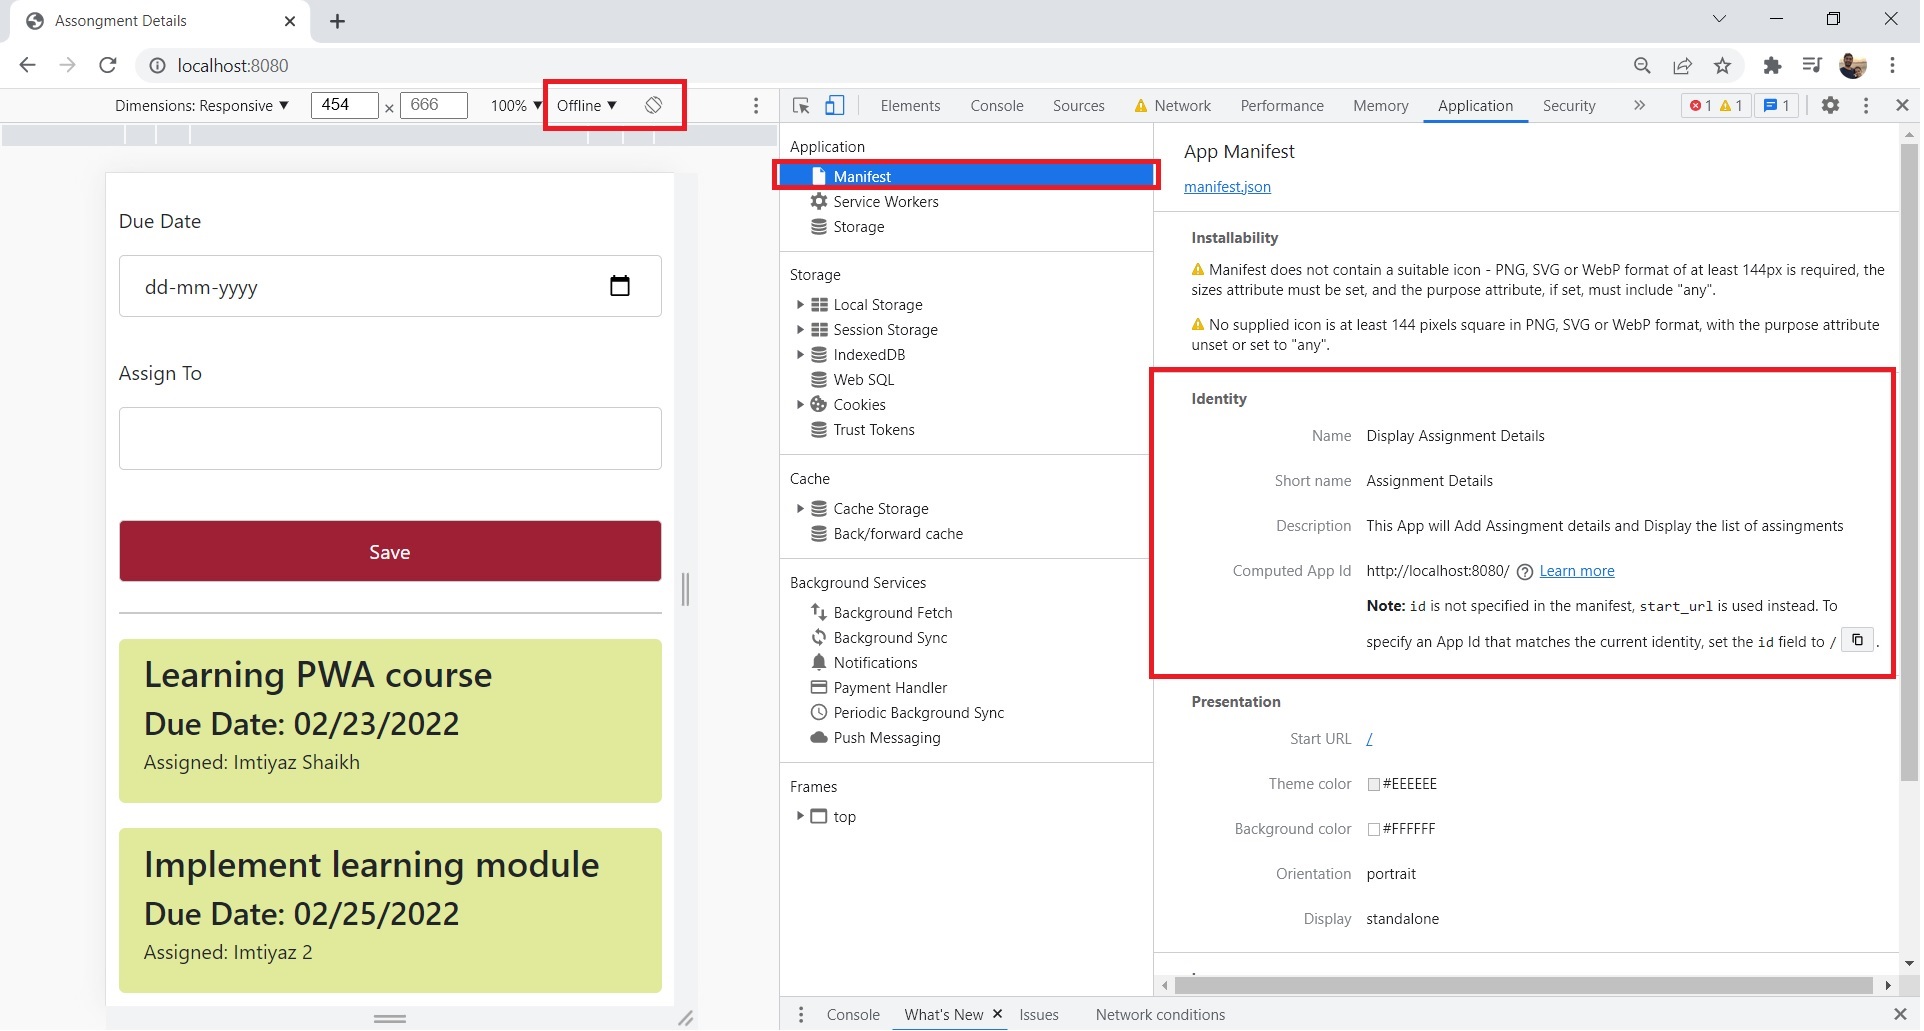 Assongment Details
localhost:8080
Dimensions: Responsive
454 × 666
100%
Offline
Elements
Console
Sources
Network
Performance
Memory
Application
Security
1
1
1
Due Date
dd-mm-yyyy
Assign To
Save
Learning PWA course
Due Date: 02/23/2022
Assigned: Imtiyaz Shaikh
Implement learning module
Due Date: 02/25/2022
Assigned: Imtiyaz 2
Application
Manifest
Service Workers
Storage
Storage
Local Storage
Session Storage
IndexedDB
Web SQL
Cookies
Trust Tokens
Cache
Cache Storage
Back/forward cache
Background Services
Background Fetch
Background Sync
Notifications
Payment Handler
Periodic Background Sync
Push Messaging
Frames
top
App Manifest
manifest.json
Installability
Manifest does not contain a suitable icon - PNG, SVG or WebP format of at least 144px is required, the
sizes attribute must be set, and the purpose attribute, if set, must include "any".
No supplied icon is at least 144 pixels square in PNG, SVG or WebP format, with the purpose attribute
unset or set to "any".
Identity
Name Display Assignment Details
Short name Assignment Details
Description This App will Add Assingment details and Display the list of assingments
Computed App Id http://localhost:8080/ Learn more
Note: id is not specified in the manifest, start_url is used instead. To
specify an App Id that matches the current identity, set the id field to / .
Presentation
Start URL /
Theme color #EEEEEE
Background color #FFFFFF
Orientation portrait
Display standalone
Console
What's New
Issues
Network conditions